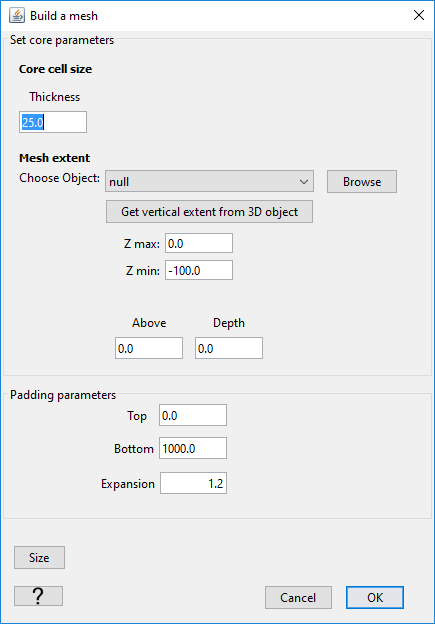 Build a mesh
Set core parameters
Core cell size
Thickness
25.0
Mesh extent
Choose Object: null Browse
Get vertical extent from 3D object
Z max: 0.0
Z min: -100.0
Above Depth
0.0 0.0
Padding parameters
Top 0.0
Bottom 1000.0
Expansion 1.2
Size
? Cancel OK